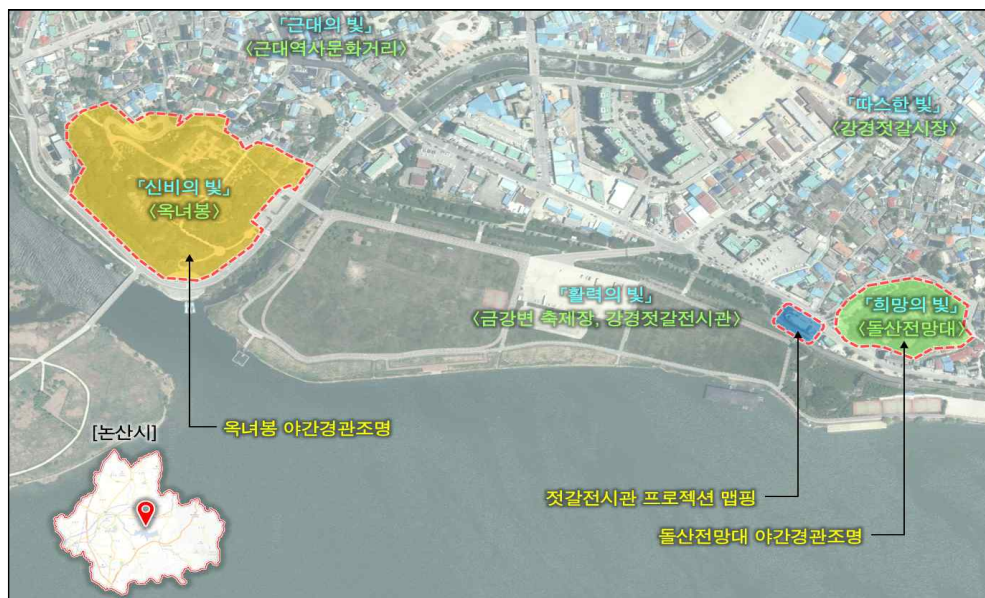 「근대의 빛」
<근대역사문화거리>
「따스한 빛」
<강경젓갈시장>
「신비의 빛」
<옥녀봉>
「활력의 빛」
<금강변 축제장, 강경젓갈전시관>
「희망의 빛」
<돌산전망대>
옥녀봉 야간경관조명
[논산시]
젓갈전시관 프로젝션 맵핑
돌산전망대 야간경관조명